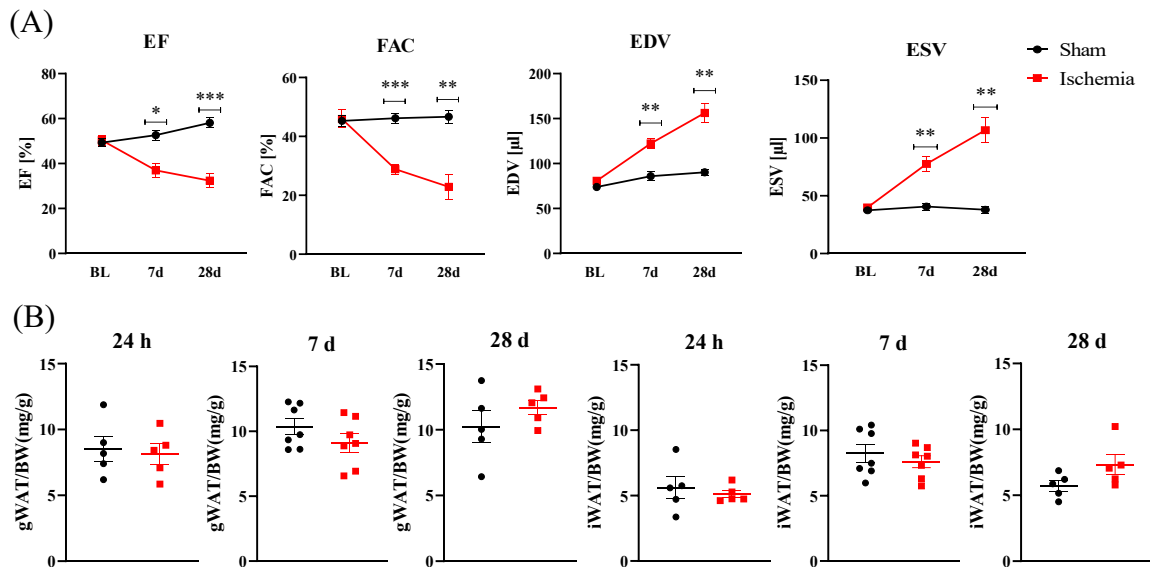 (A)
EF
FAC
EDV
ESV
Sham
Ischemia
EF [%]
80
60
40
20
0
*
***
BL
7d
28d
FAC [%]
60
40
20
0
***
**
BL
7d
28d
EDV [µl]
200
150
100
50
0
**
**
BL
7d
28d
ESV [µl]
150
100
50
0
**
**
BL
7d
28d
(B)
24 h
gWAT/BW(mg/g)
15
10
5
0
7 d
gWAT/BW(mg/g)
15
10
5
0
28 d
gWAT/BW(mg/g)
15
10
5
0
24 h
iWAT/BW(mg/g)
15
10
5
0
7 d
iWAT/BW(mg/g)
15
10
5
0
28 d
iWAT/BW(mg/g)
15
10
5
0